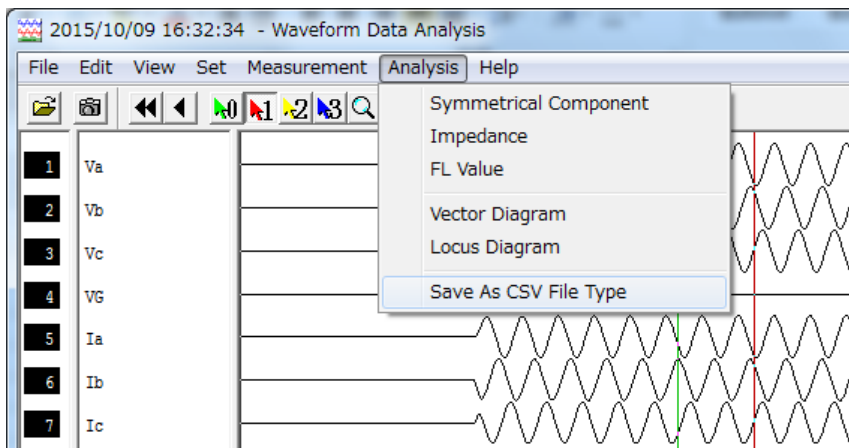 2015/10/09 16:32:34 - Waveform Data Analysis
File Edit View Set Measurement Analysis Help
0 1 2 3
Symmetrical Component
Impedance
FL Value
Vector Diagram
Locus Diagram
Save As CSV File Type
1 Va
2 Vb
3 Vc
4 VG
5 Ia
6 Ib
7 Ic